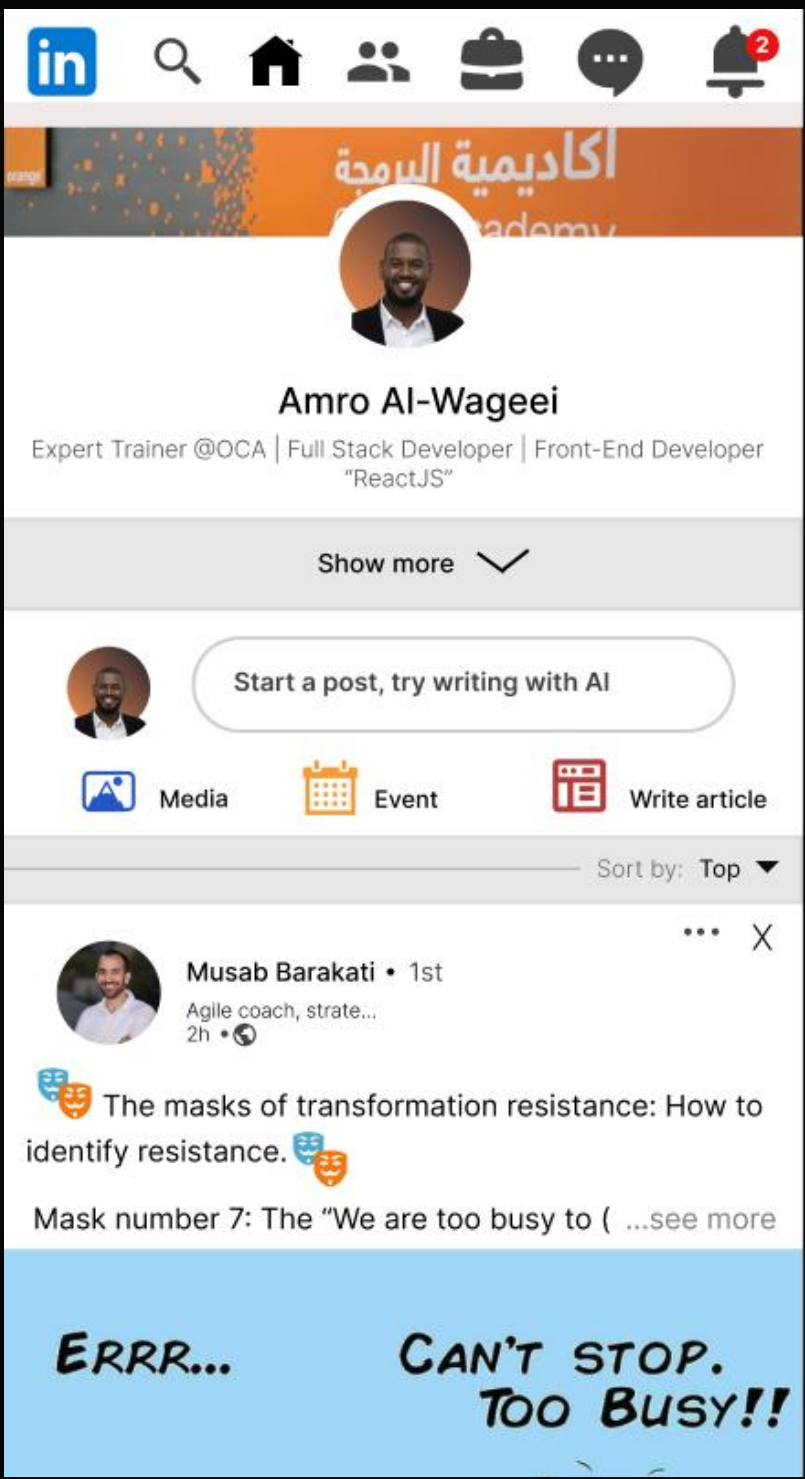 in
2
orange
أكاديمية البرمجة
ademy
Amro Al-Wageei
Expert Trainer @OCA | Full Stack Developer | Front-End Developer
“ReactJS”
Show more
Start a post, try writing with AI
Media
Event
Write article
Sort by: Top
••• X
Musab Barakati • 1st
Agile coach, strate...
2h •
The masks of transformation resistance: How to
identify resistance.
Mask number 7: The “We are too busy to ( ...see more
ERRR... CAN'T STOP.
TOO BUSY!!